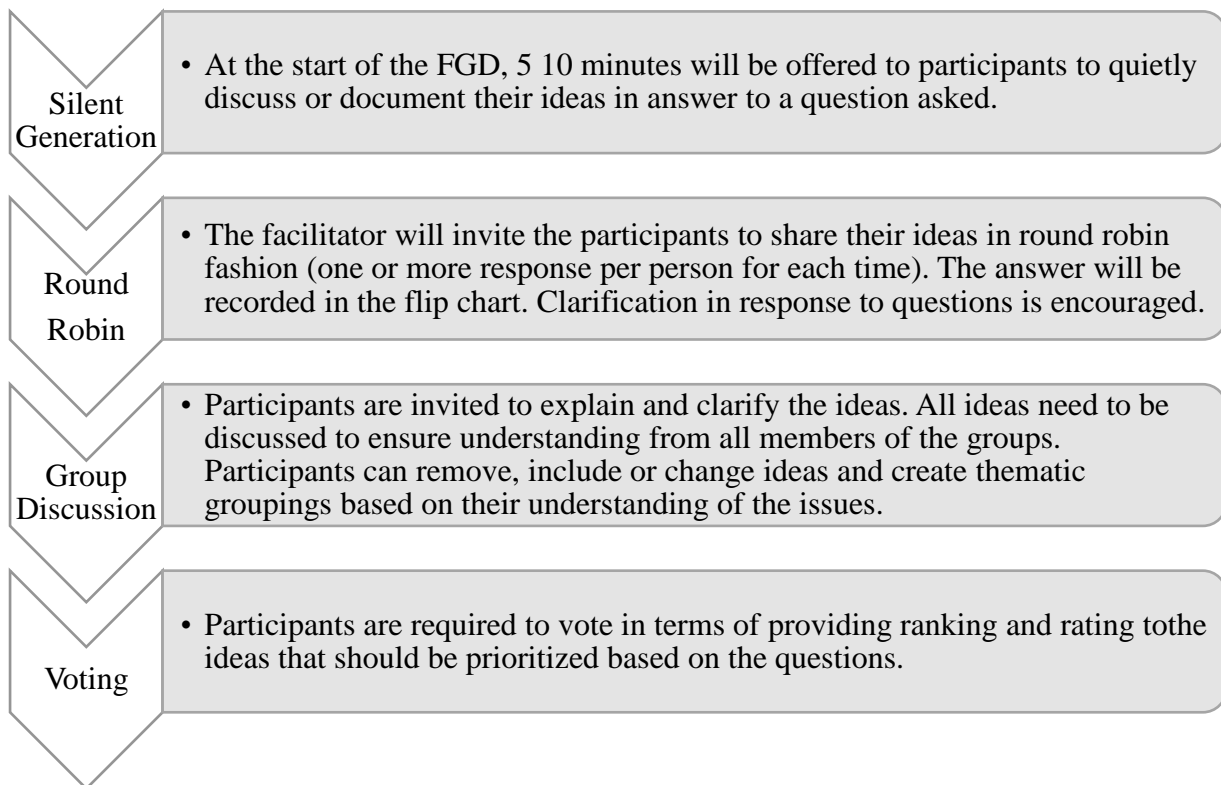 Silent
Generation
• At the start of the FGD, 5 10 minutes will be offered to participants to quietly
discuss or document their ideas in answer to a question asked.
Round
Robin
• The facilitator will invite the participants to share their ideas in round robin
fashion (one or more response per person for each time). The answer will be
recorded in the flip chart. Clarification in response to questions is encouraged.
Group
Discussion
• Participants are invited to explain and clarify the ideas. All ideas need to be
discussed to ensure understanding from all members of the groups.
Participants can remove, include or change ideas and create thematic
groupings based on their understanding of the issues.
Voting
• Participants are required to vote in terms of providing ranking and rating tothe
ideas that should be prioritized based on the questions.